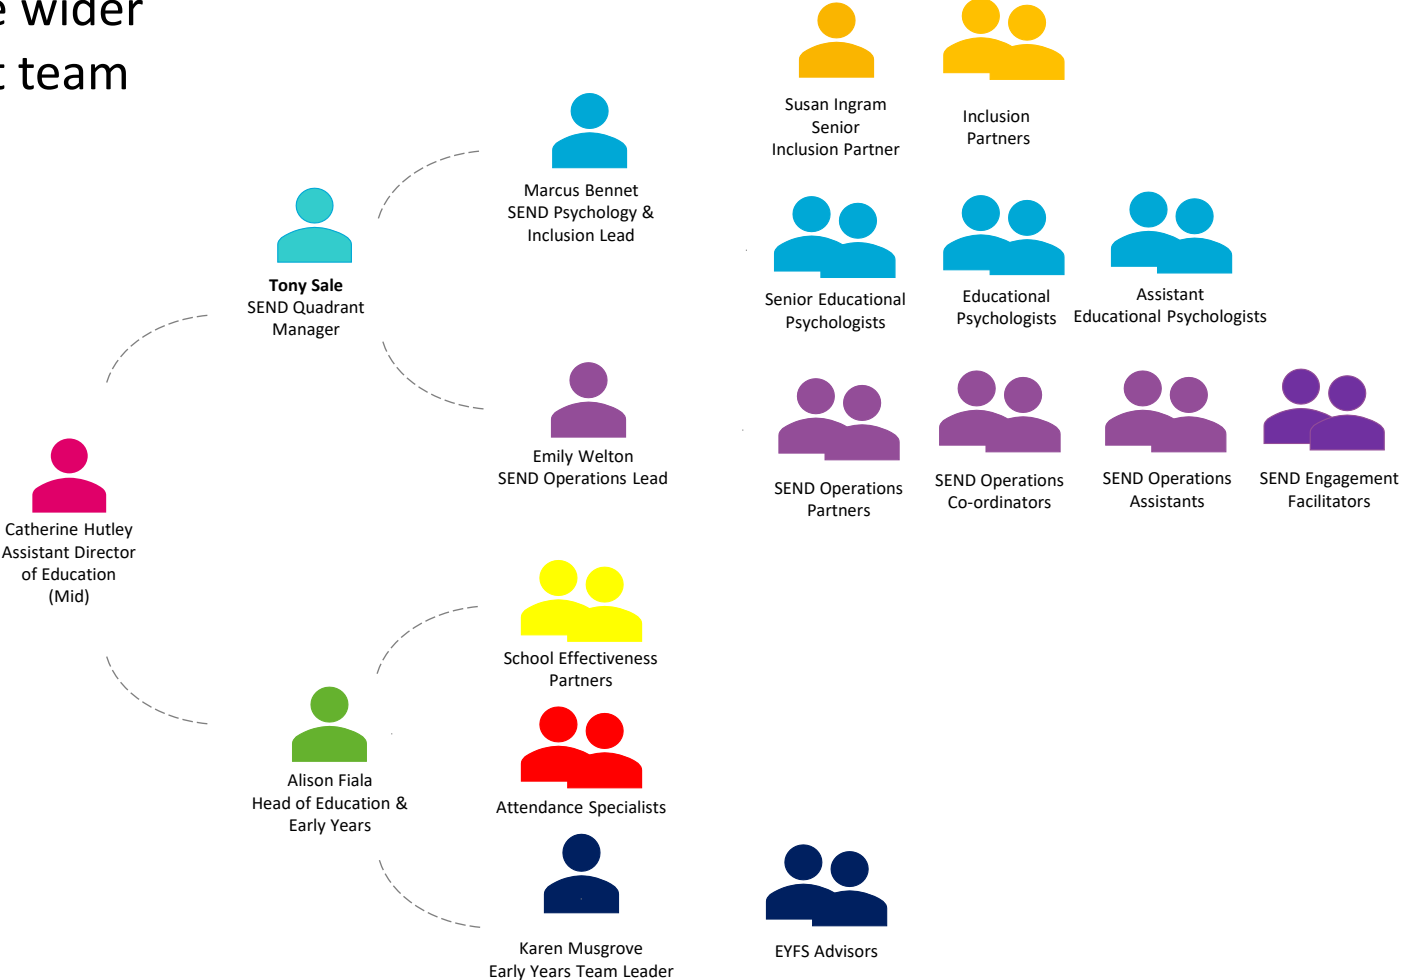 wider
team
Susan Ingram
Senior
Inclusion Partner
Inclusion
Partners
Marcus Bennet
SEND Psychology &
Inclusion Lead
Tony Sale
SEND Quadrant
Manager
Senior Educational
Psychologists
Educational
Psychologists
Assistant
Educational Psychologists
Emily Welton
SEND Operations Lead
SEND Operations
Partners
SEND Operations
Co-ordinators
SEND Operations
Assistants
SEND Engagement
Facilitators
Catherine Hutley
Assistant Director
of Education
(Mid)
School Effectiveness
Partners
Alison Fiala
Head of Education &
Early Years
Attendance Specialists
Karen Musgrove
Early Years Team Leader
EYFS Advisors